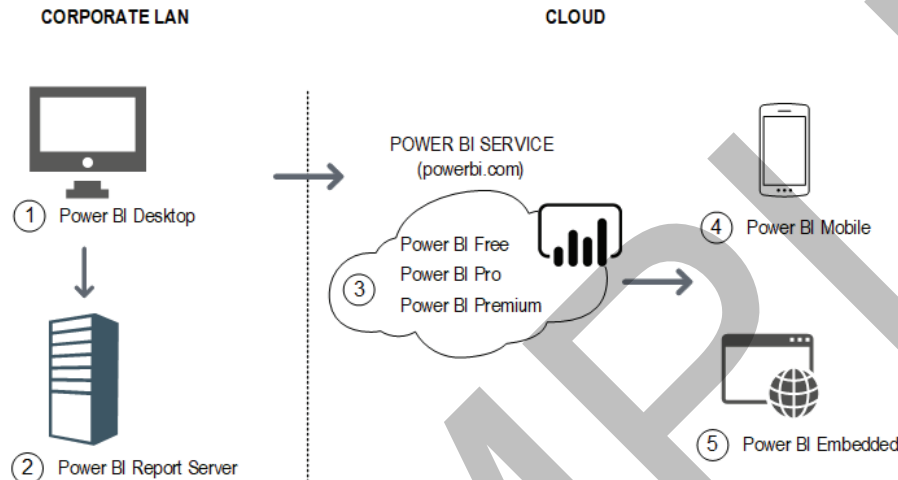 CORPORATE LAN
CLOUD
POWER BI SERVICE
(powerbi.com)
1 Power BI Desktop
Power BI Free
3
Power BI Pro
Power BI Premium
4 Power BI Mobile
2 Power BI Report Server
5 Power BI Embedded